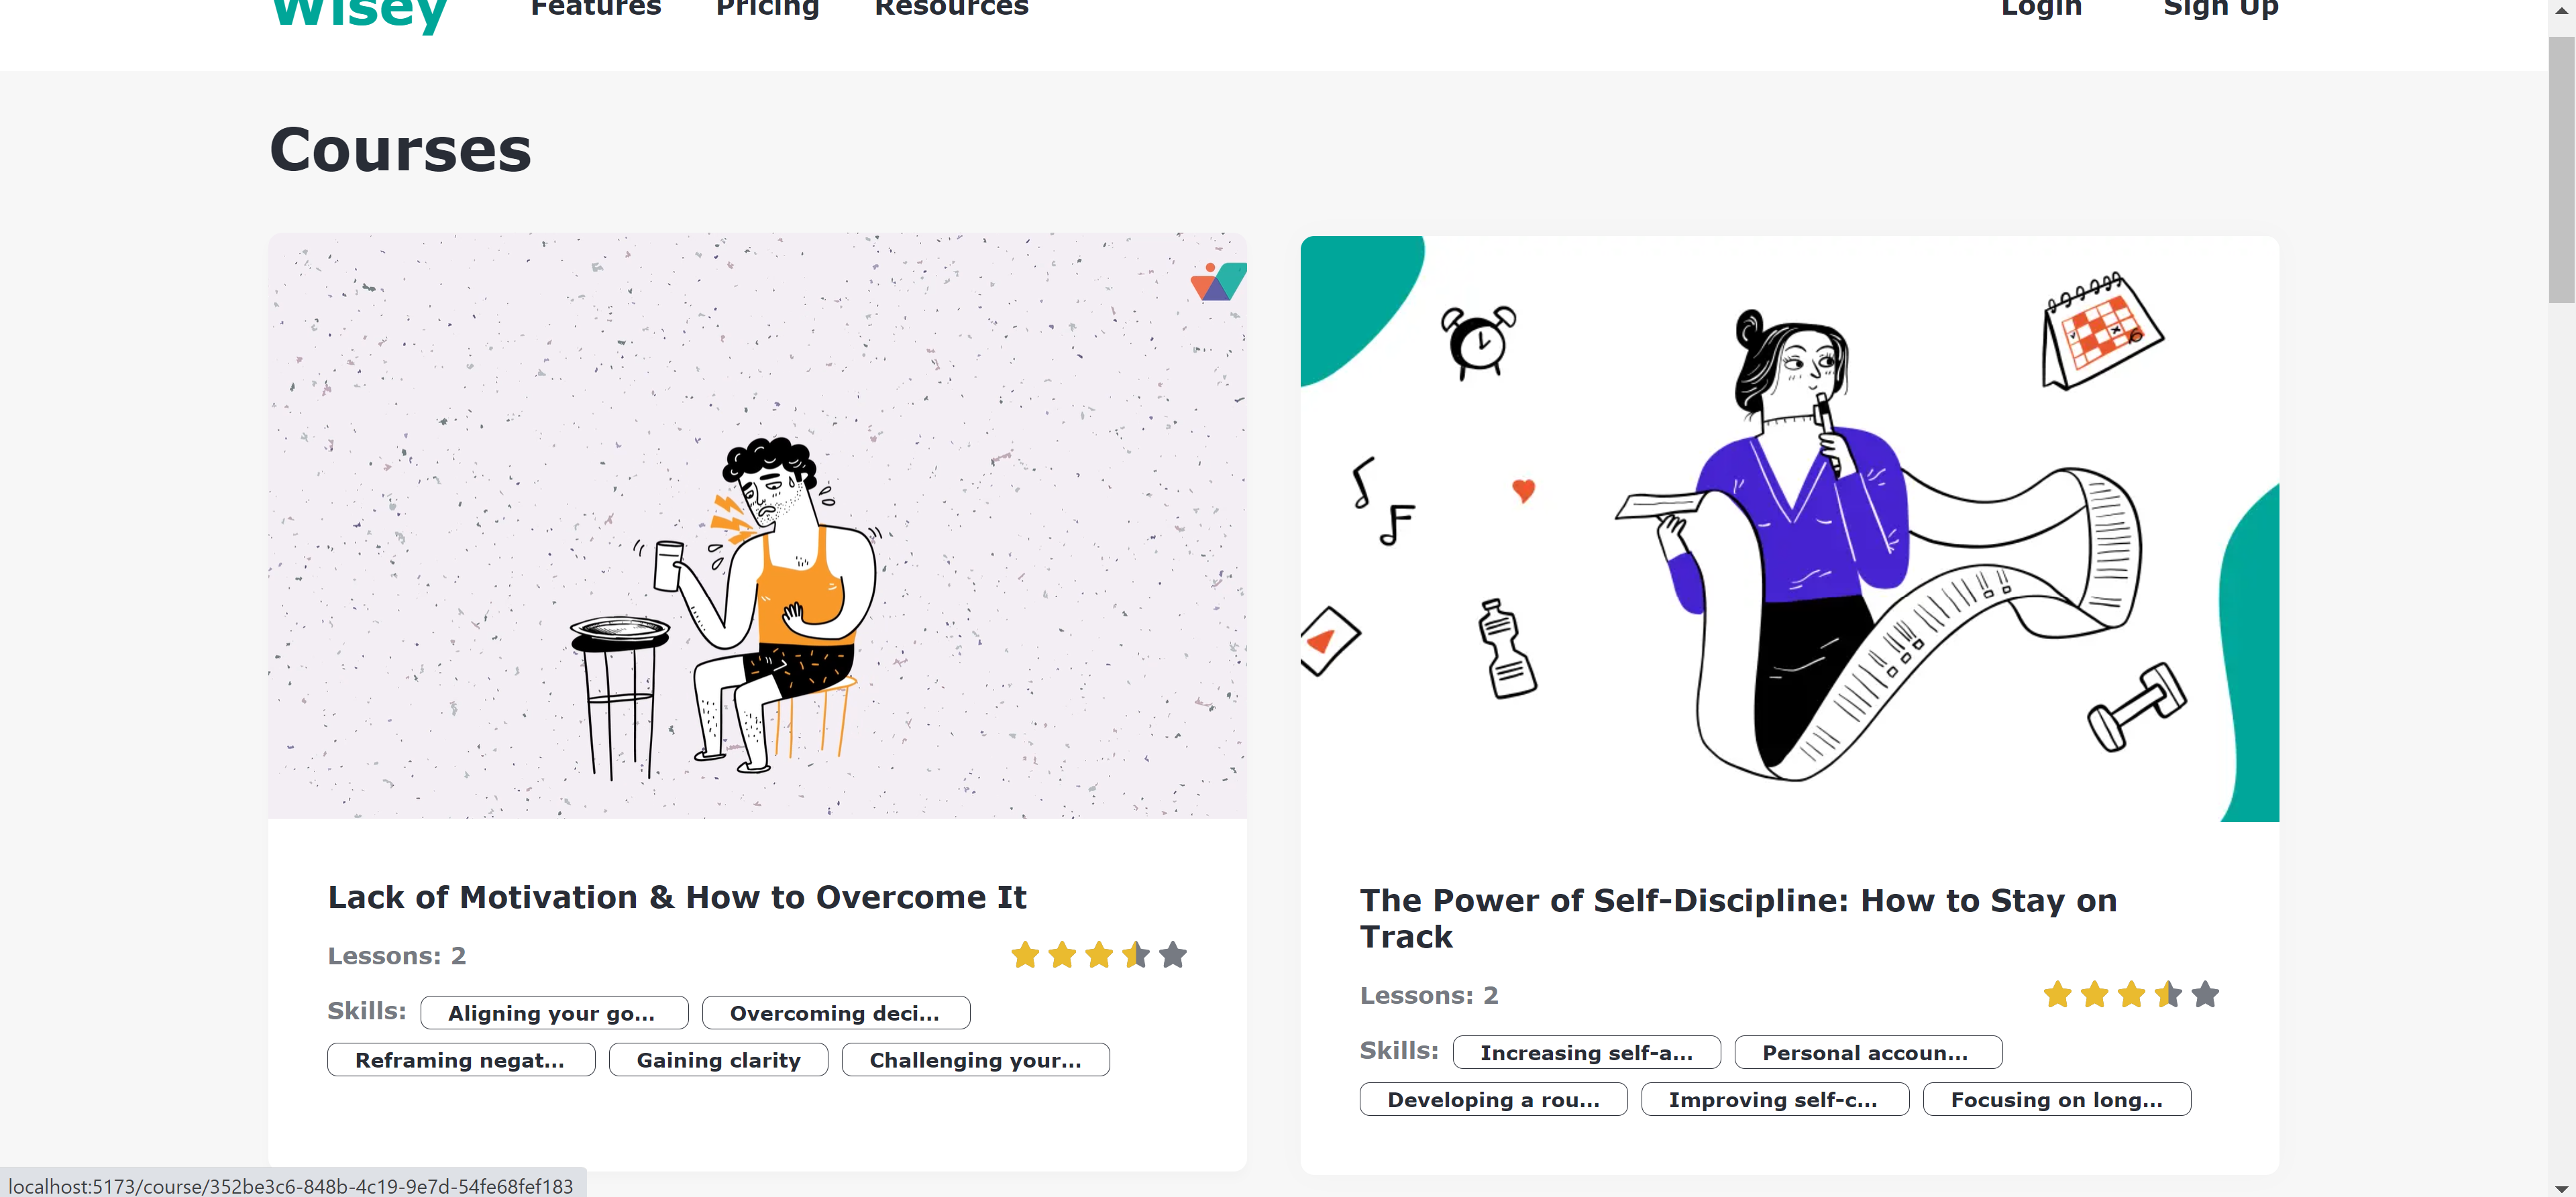 Wisey Features Pricing Resources Login Sign Up
Courses
Lack of Motivation & How to Overcome It
Lessons: 2
Skills: Aligning your go... Overcoming deci...
Reframing negat... Gaining clarity Challenging your...
The Power of Self-Discipline: How to Stay on
Track
Lessons: 2
Skills: Increasing self-a... Personal accoun...
Developing a rou... Improving self-c... Focusing on long...
localhost:5173/course/352be3c6-848b-4c19-9e7d-54fe68fef183